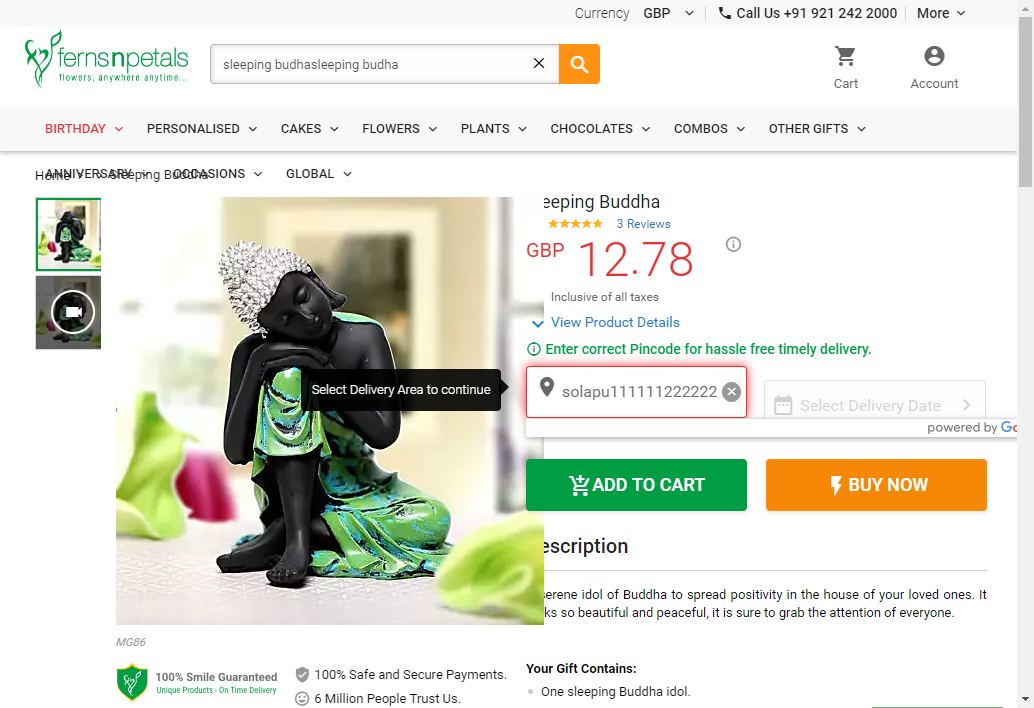 Currency GBP Call Us +91 921 242 2000 More
fernsnpetals
flowers, anywhere anytime...
sleeping budhasleeping budha
Cart Account
BIRTHDAY PERSONALISED CAKES FLOWERS PLANTS CHOCOLATES COMBOS OTHER GIFTS
ANNIVERSARY OCCASIONS GLOBAL
Home > Sleeping Buddha
eeping Buddha
3 Reviews
GBP 12.78
Inclusive of all taxes
View Product Details
Enter correct Pincode for hassle free timely delivery.
Select Delivery Area to continue
solapu111111222222
Select Delivery Date
powered by Go
ADD TO CART BUY NOW
escription
serene idol of Buddha to spread positivity in the house of your loved ones. It
ks so beautiful and peaceful, it is sure to grab the attention of everyone.
MG86
100% Smile Guaranteed
Unique Products - On Time Delivery
100% Safe and Secure Payments.
6 Million People Trust Us.
Your Gift Contains:
One sleeping Buddha idol.